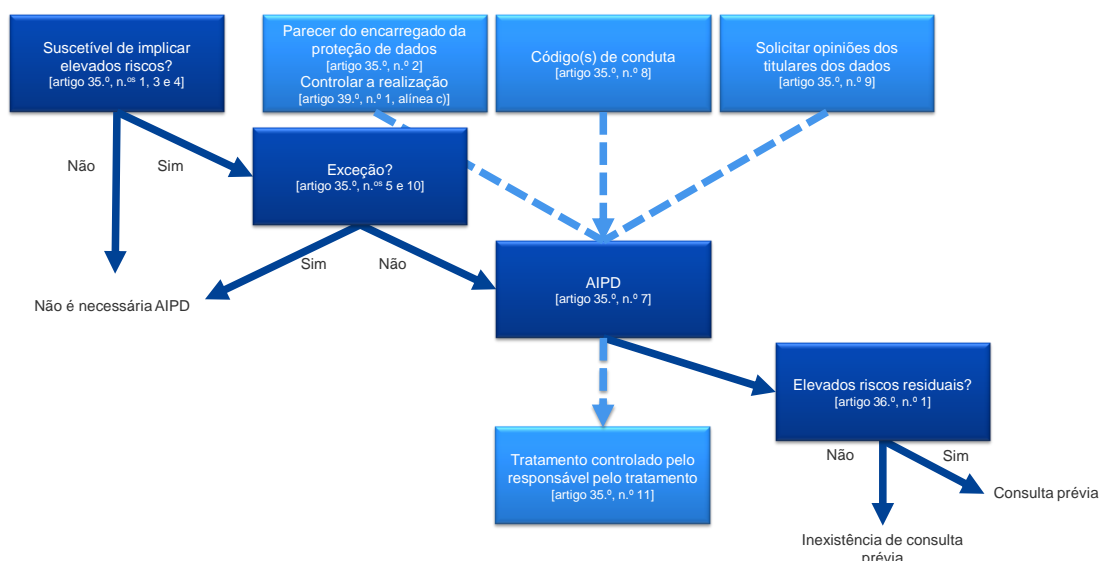 Suscetível de implicar
elevados riscos?
[artigo 35.º, n.ºˢ 1, 3 e 4]
Parecer do encarregado da
proteção de dados
[artigo 35.º, n.º 2]
Controlar a realização
[artigo 39.º, n.º 1, alínea c)]
Código(s) de conduta
[artigo 35.º, n.º 8]
Solicitar opiniões dos
titulares dos dados
[artigo 35.º, n.º 9]
Não
Sim
Exceção?
[artigo 35.º, n.ºˢ 5 e 10]
Sim
Não
Não é necessária AIPD
AIPD
[artigo 35.º, n.º 7]
Elevados riscos residuais?
[artigo 36.º, n.º 1]
Tratamento controlado pelo
responsável pelo tratamento
[artigo 35.º, n.º 11]
Não
Sim
Consulta prévia
Inexistência de consulta
prévia